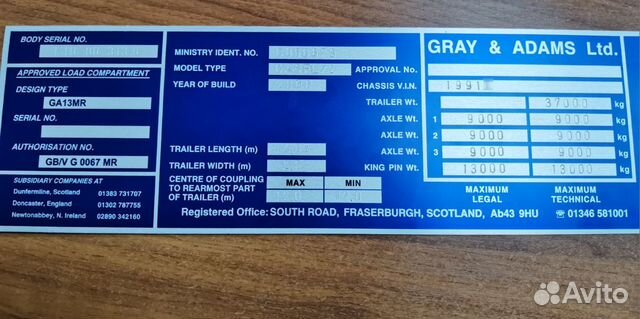 BODY SERIAL NO.
APPROVED LOAD COMPARTMENT
DESIGN TYPE
GA13MR
SERIAL NO.
AUTHORISATION NO.
GB/V G 0067 MR
SUBSIDIARY COMPANIES AT
Dunfermline, Scotland 01383 731707
Doncaster, England 01302 787755
Newtonabbey, N. Ireland 02890 342160
MINISTRY IDENT. NO.
MODEL TYPE
YEAR OF BUILD
TRAILER LENGTH (m)
TRAILER WIDTH (m)
CENTRE OF COUPLING
TO REARMOST PART
OF TRAILER (m)
MAX MIN
GRAY & ADAMS Ltd.
APPROVAL No.
CHASSIS V.I.N. 1991
TRAILER Wt. 37000 kg
AXLE Wt. 1 9000 9000 kg
AXLE Wt. 2 9000 9000 kg
AXLE Wt. 3 9000 9000 kg
KING PIN Wt. 13000 13000 kg
MAXIMUM LEGAL
MAXIMUM TECHNICAL
Registered Office: SOUTH ROAD, FRASERBURGH, SCOTLAND, Ab43 9HU ☏ 01346 581001
Avito